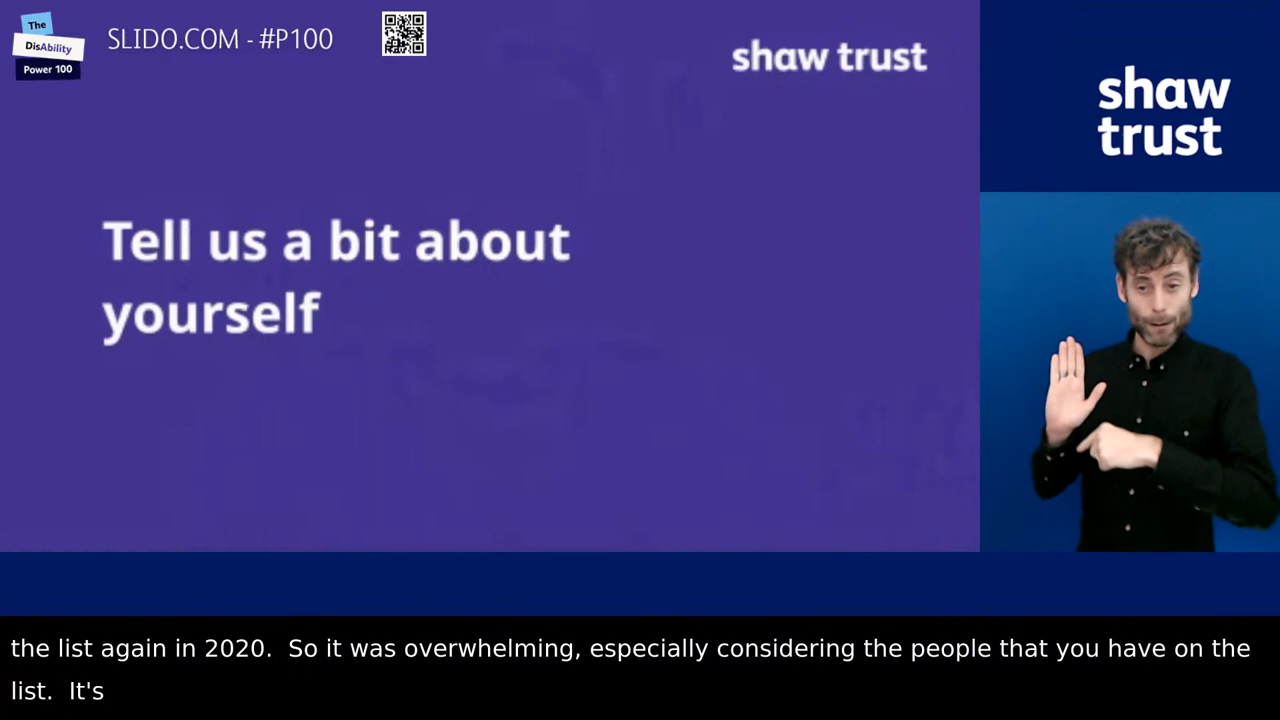 The
DisAbility
Power 100
SLIDO.COM - #P100
shaw trust
shaw
trust
Tell us a bit about
yourself
the list again in 2020.  So it was overwhelming, especially considering the people that you have on the
list.  It's